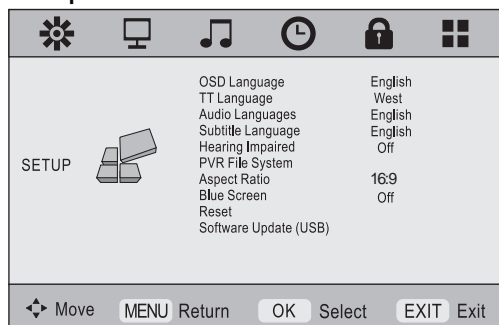 OSD Language English
TT Language West
Audio Languages English
Subtitle Language English
Hearing Impaired Off
PVR File System
SETUP
Aspect Ratio 16:9
Blue Screen Off
Reset
Software Update (USB)
Move MENU Return OK Select EXIT Exit